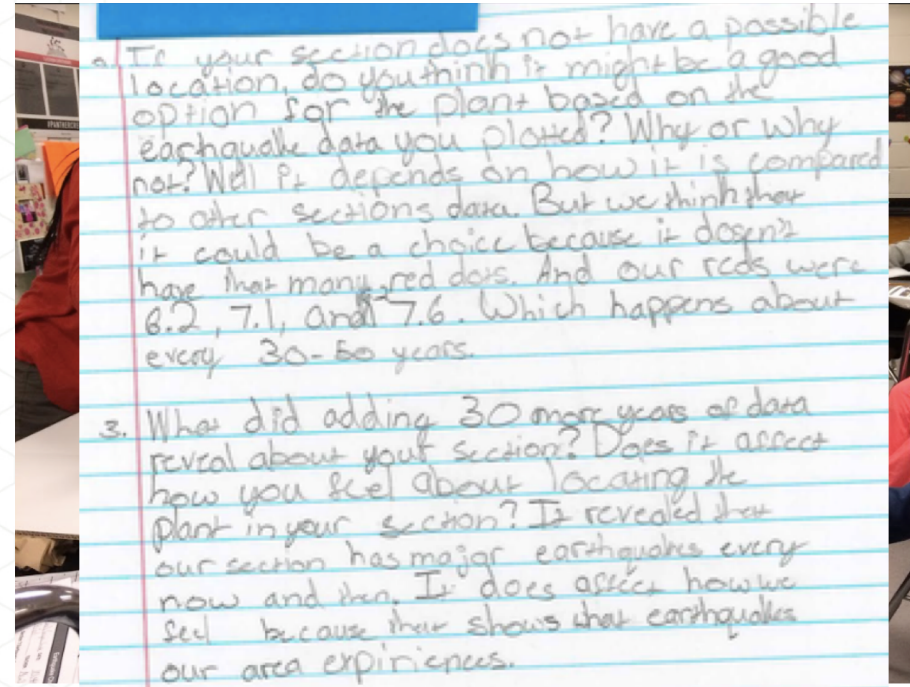 If your section does not have a possible
location, do you think it might be a good
option for the plant based on the
earthquake data you plotted? Why or why
not? Well it depends on how it is compared
to other sections data. But we think that
it could be a choice because it dosen't
have that many red dots. And our reds were
6.2, 7.1, and 7.6. Which happens about
every 30-50 years.
3. What did adding 30 more years of data
reveal about your section? Does it affect
how you feel about locating the
plant in your section? It revealed that
our section has major earthquakes every
now and then. It does affect how we
feel because that shows what earthquakes
our area expiriences.